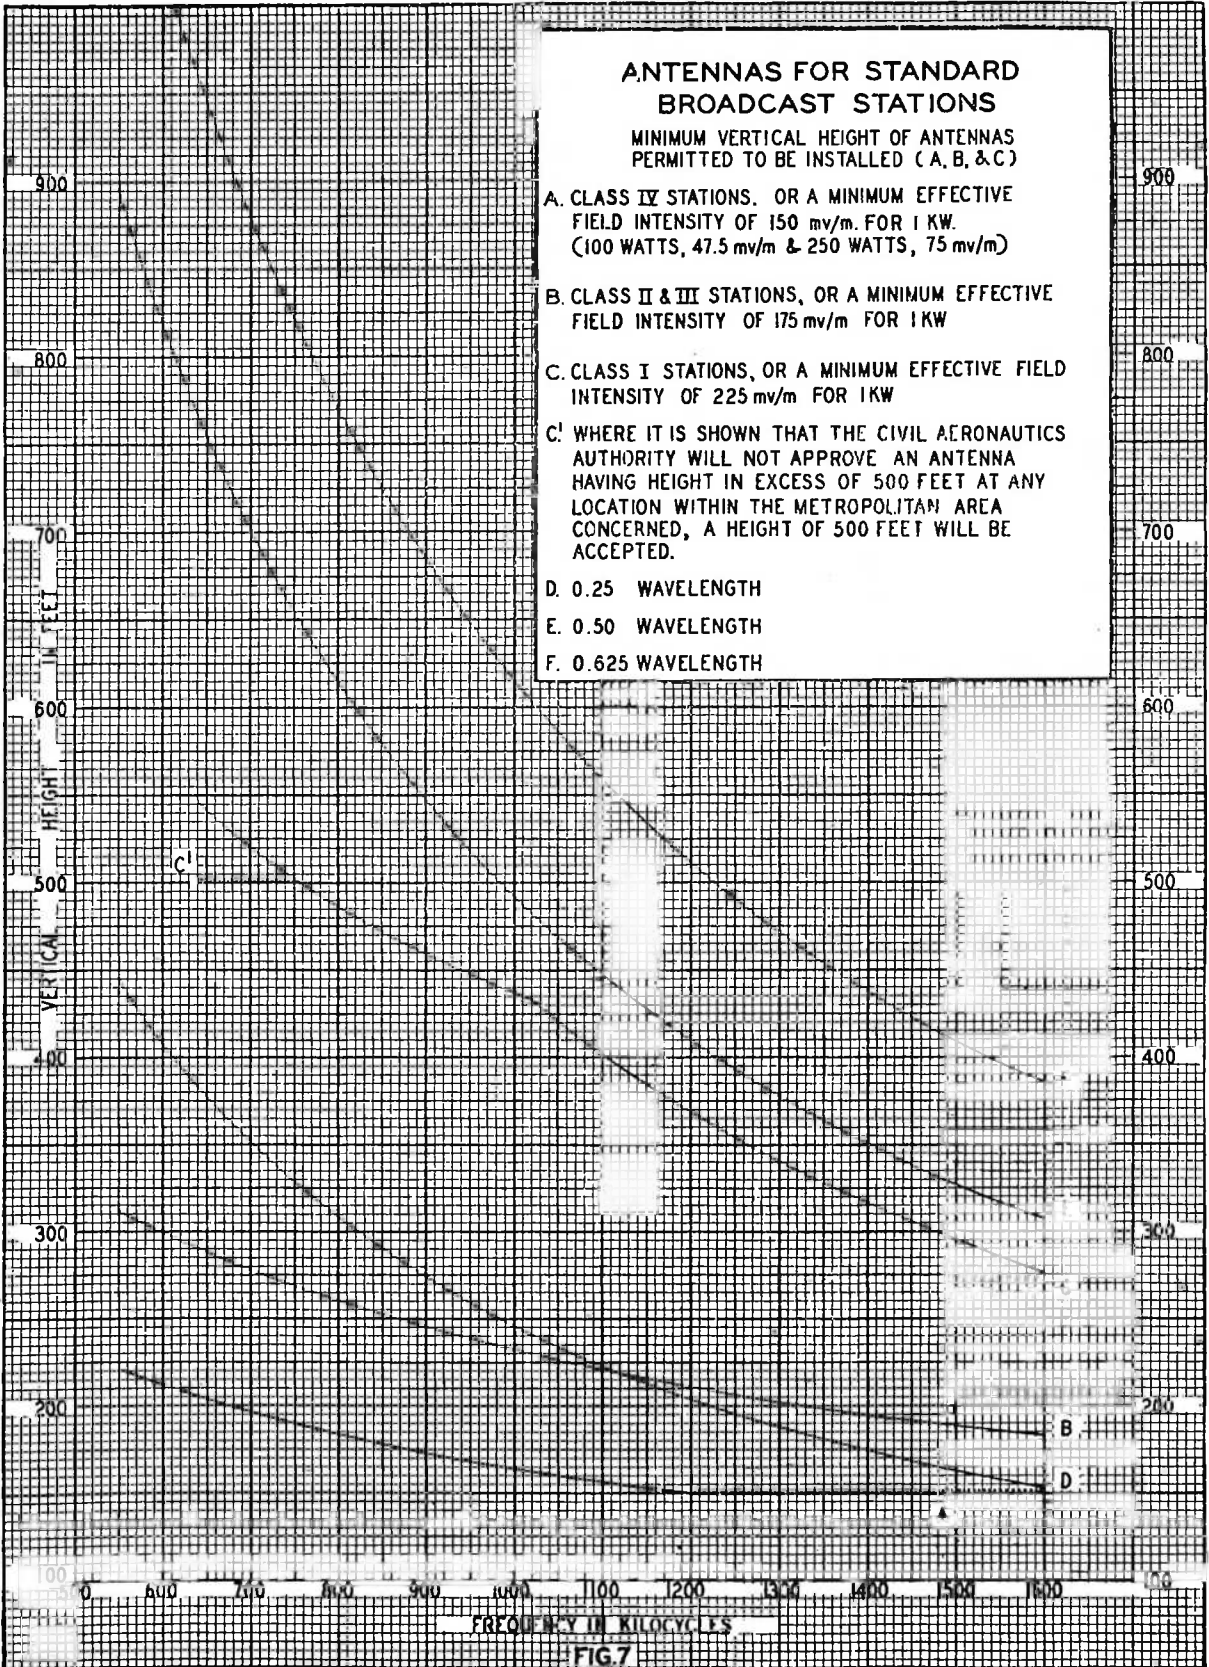 ANTENNAS FOR STANDARD
BROADCAST STATIONS
MINIMUM VERTICAL HEIGHT OF ANTENNAS
PERMITTED TO BE INSTALLED (A, B, & C)
A. CLASS IV STATIONS, OR A MINIMUM EFFECTIVE
FIELD INTENSITY OF 150 mv/m. FOR 1 KW.
(100 WATTS, 47.5 mv/m & 250 WATTS, 75 mv/m)
B. CLASS II & III STATIONS, OR A MINIMUM EFFECTIVE
FIELD INTENSITY OF 175 mv/m FOR 1 KW
C. CLASS I STATIONS, OR A MINIMUM EFFECTIVE FIELD
INTENSITY OF 225 mv/m FOR 1 KW
C' WHERE IT IS SHOWN THAT THE CIVIL AERONAUTICS
AUTHORITY WILL NOT APPROVE AN ANTENNA
HAVING HEIGHT IN EXCESS OF 500 FEET AT ANY
LOCATION WITHIN THE METROPOLITAN AREA
CONCERNED, A HEIGHT OF 500 FEET WILL BE
ACCEPTED.
D. 0.25 WAVELENGTH
E. 0.50 WAVELENGTH
F. 0.625 WAVELENGTH
900
800
700
600
500
400
300
200
100
VERTICAL HEIGHT IN FEET
900
800
700
600
500
400
300
200
100
C'
B
D
500 600 700 800 900 1000 1100 1200 1300 1400 1500 1600
FREQUENCY IN KILOCYCLES
FIG.7